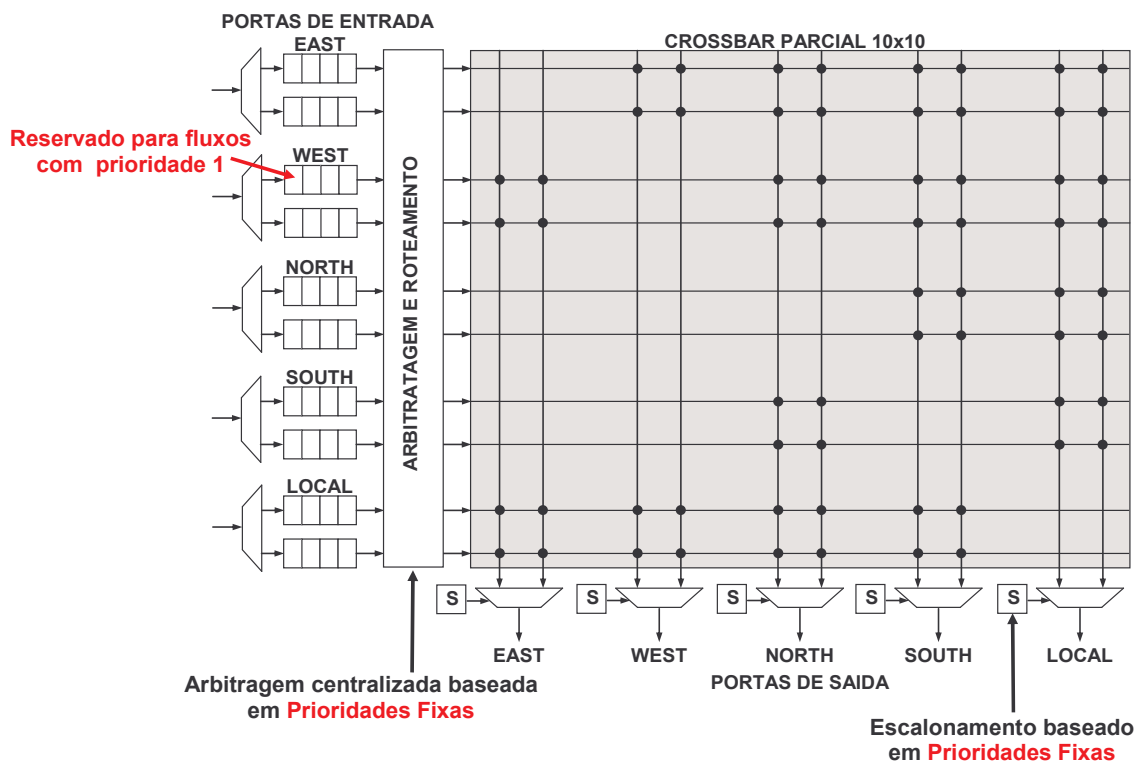 PORTAS DE ENTRADA
EAST
CROSSBAR PARCIAL 10x10
Reservado para fluxos
com prioridade 1
WEST
NORTH
SOUTH
LOCAL
ARBITRATAGEM E ROTEAMENTO
S
S
S
S
S
EAST
WEST
NORTH
SOUTH
LOCAL
PORTAS DE SAIDA
Arbitragem centralizada baseada
em Prioridades Fixas
Escalonamento baseado
em Prioridades Fixas